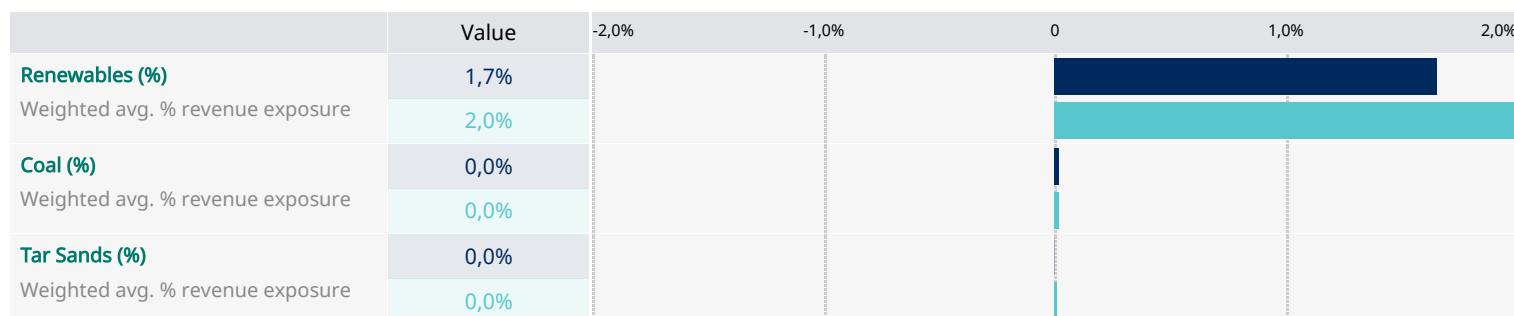 Value -2,0% -1,0% 0 1,0% 2,0%
Renewables (%) 1,7%
Weighted avg. % revenue exposure 2,0%
Coal (%) 0,0%
Weighted avg. % revenue exposure 0,0%
Tar Sands (%) 0,0%
Weighted avg. % revenue exposure 0,0%